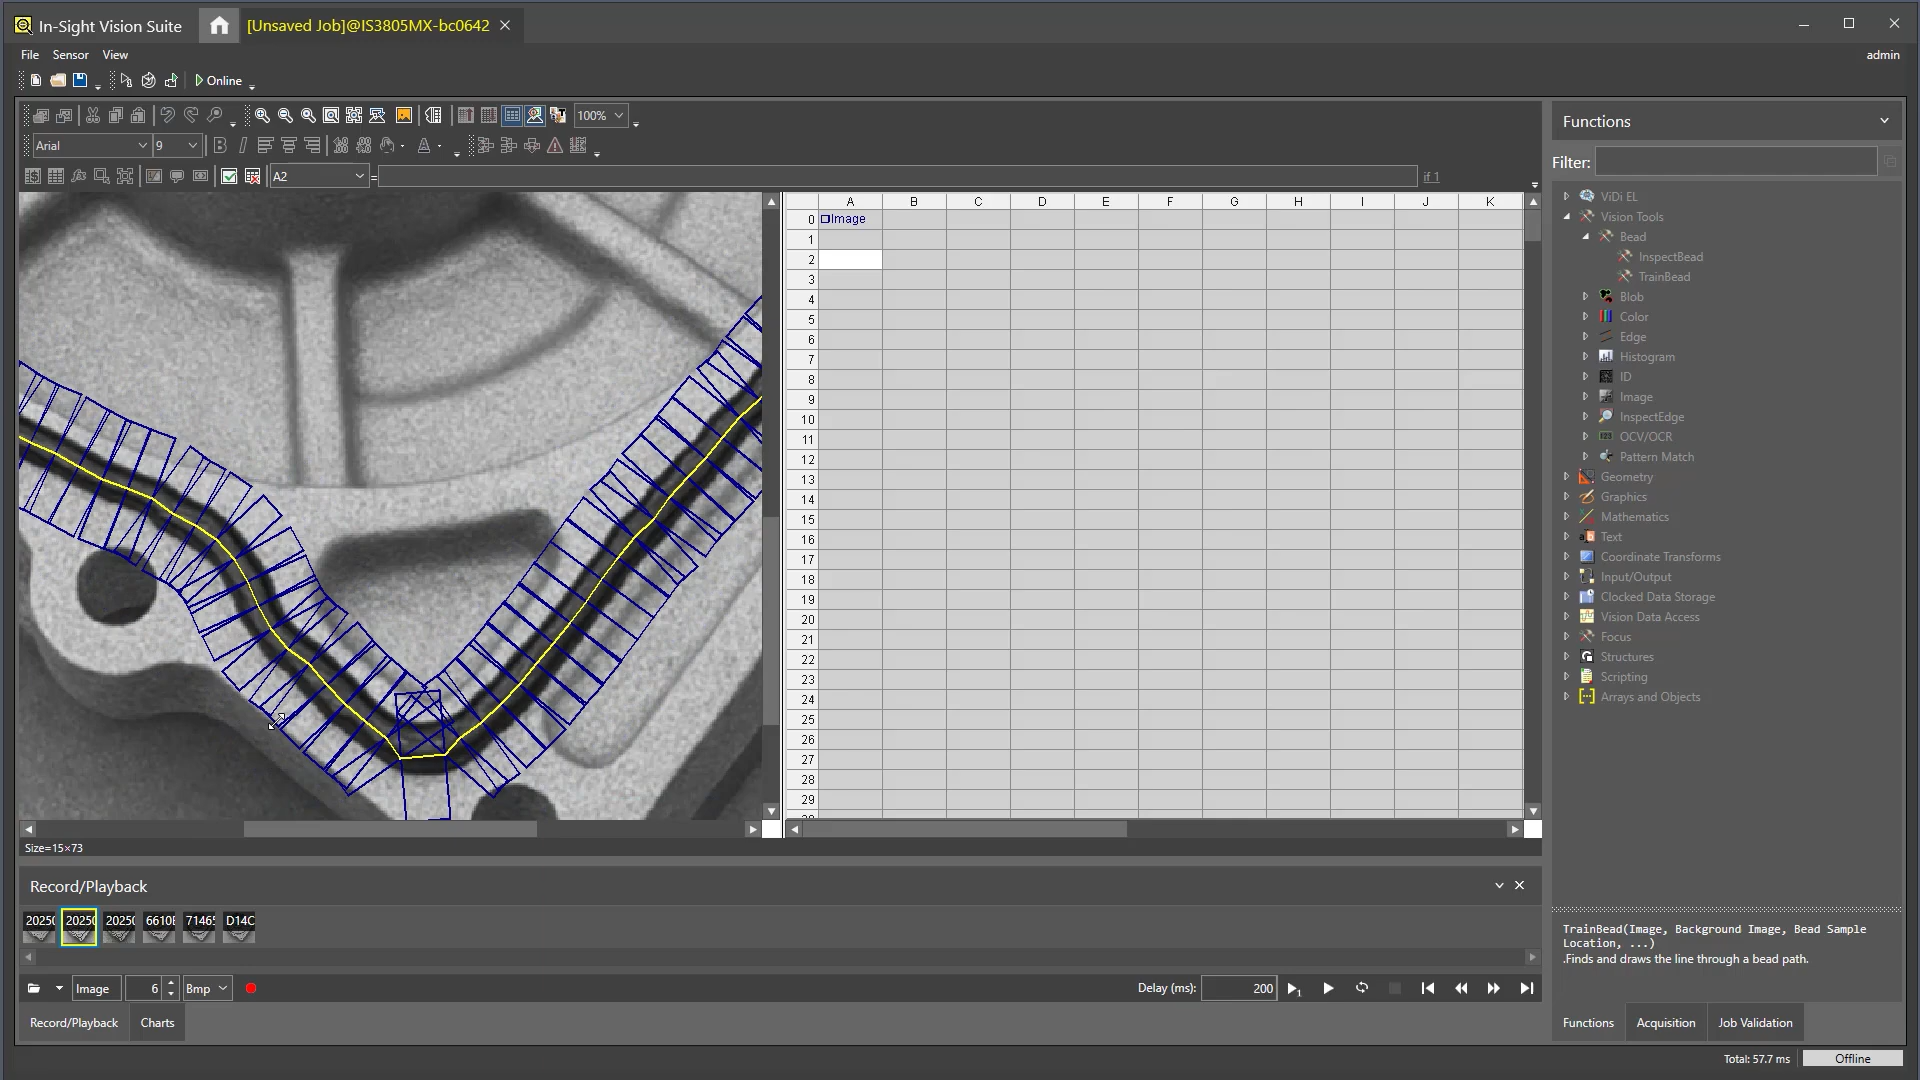 In-Sight Vision Suite
[Unsaved Job]@IS3805MX-bc0642
File Sensor View
admin
Online
100%
Arial 9
A2 =
if 1
A B C D E F G H I J K
0 Image
1
2
3
4
5
6
7
8
9
10
11
12
13
14
15
16
17
18
19
20
21
22
23
24
25
26
27
28
29
Size=15×73
Functions
Filter:
ViDi EL
Vision Tools
Bead
InspectBead
TrainBead
Blob
Color
Edge
Histogram
ID
Image
InspectEdge
OCV/OCR
Pattern Match
Geometry
Graphics
Mathematics
Text
Coordinate Transforms
Input/Output
Clocked Data Storage
Vision Data Access
Focus
Structures
Scripting
Arrays and Objects
TrainBead(Image, Background Image, Bead Sample
Location, ...)
.Finds and draws the line through a bead path.
Functions Acquisition Job Validation
Record/Playback
Image 6 Bmp
Delay (ms): 200
Record/Playback Charts
Total: 57.7 ms Offline